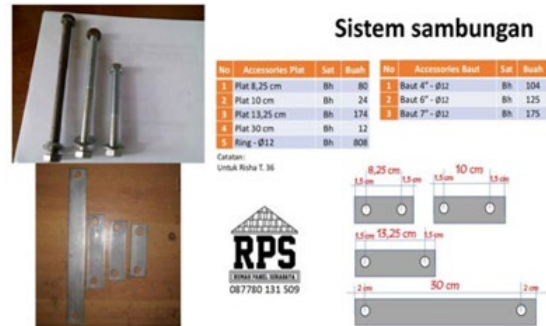 Sistem sambungan
No Accessories Plat Sat Buah
1 Plat 8,25 cm Bh 80
2 Plat 10 cm Bh 24
3 Plat 13,25 cm Bh 174
4 Plat 30 cm Bh 12
5 Ring - Ø12 Bh 808
Catatan:
Untuk Risha T. 36
No Accessories Baut Sat Buah
1 Baut 4" - Ø12 Bh 104
2 Baut 6" - Ø12 Bh 125
3 Baut 7" - Ø12 Bh 175
RPS
RUMAH PANEL SURABAYA
087780 131 509
8,25 cm
1,5 cm 1,5 cm
10 cm
1,5 cm 1,5 cm
13,25 cm
1,5 cm 1,5 cm
30 cm
2 cm 2 cm